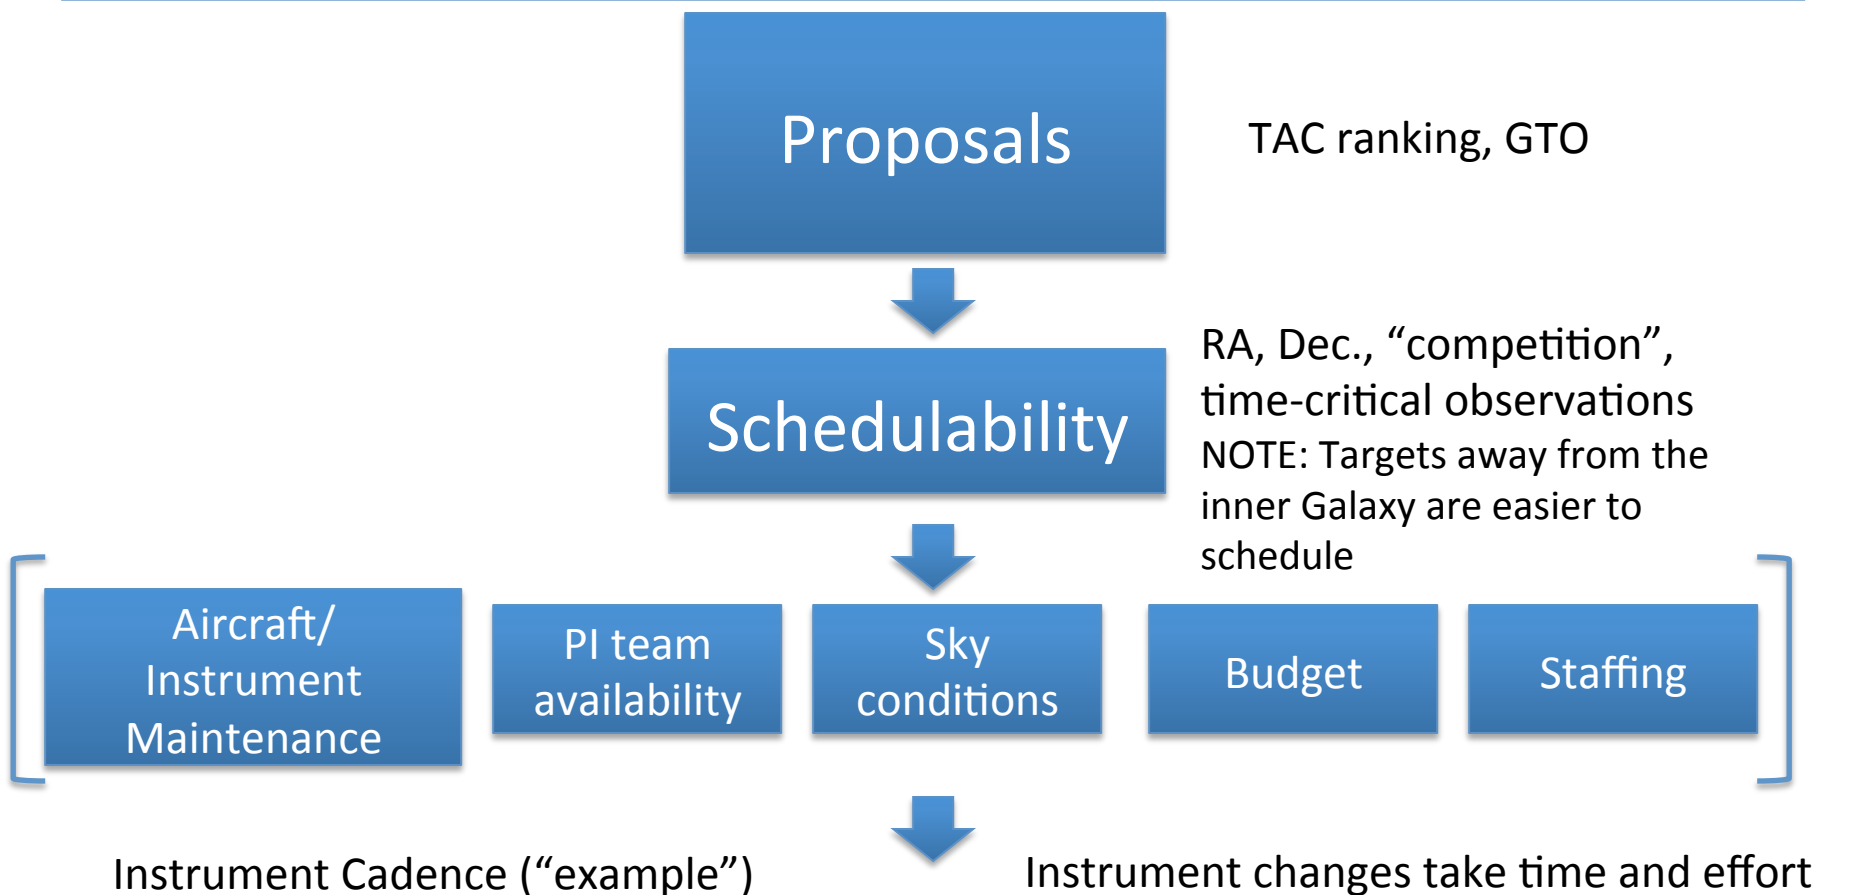 Proposals
TAC ranking, GTO
Schedulability
RA, Dec., “competition”,
time-critical observations
NOTE: Targets away from the
inner Galaxy are easier to
schedule
Aircraft/
Instrument
Maintenance
PI team
availability
Sky
conditions
Budget
Staffing
Instrument Cadence (“example”)
Instrument changes take time and effort